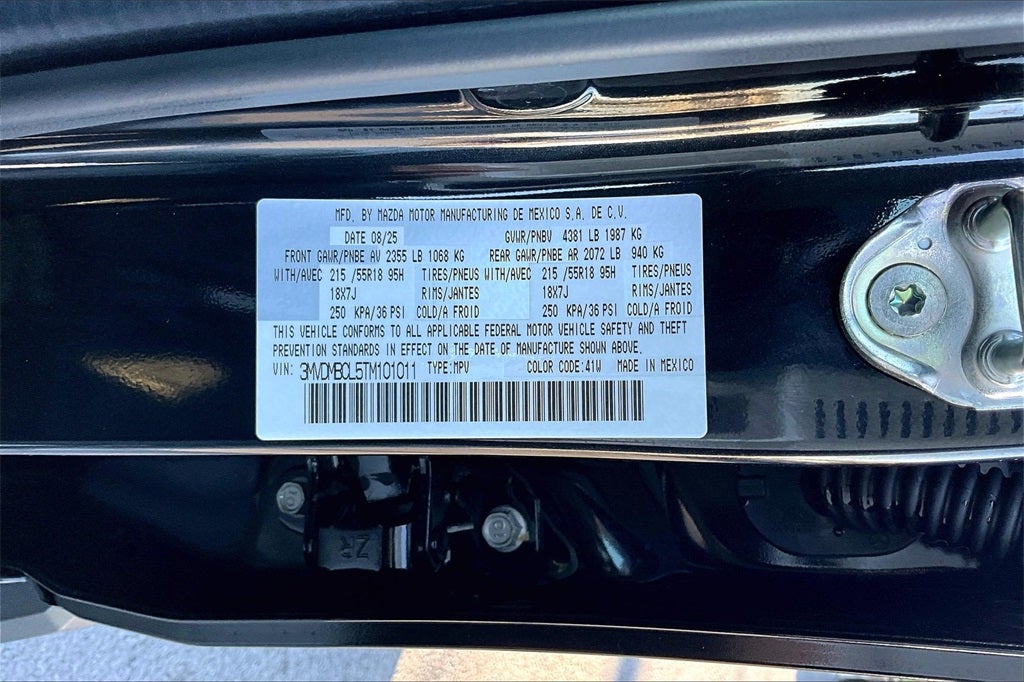 MFD. BY MAZDA MOTOR MANUFACTURING DE MEXICO S.A. DE C.V.
DATE 08/25 GVWR/PNBV 4381 LB 1987 KG
FRONT GAWR/PNBE AV 2355 LB 1068 KG REAR GAWR/PNBE AR 2072 LB 940 KG
WITH/AVEC 215 /55R18 95H TIRES/PNEUS WITH/AVEC 215 /55R18 95H TIRES/PNEUS
18X7J RIMS/JANTES 18X7J RIMS/JANTES
250 KPA/36 PSI COLD/A FROID 250 KPA/36 PSI COLD/A FROID
THIS VEHICLE CONFORMS TO ALL APPLICABLE FEDERAL MOTOR VEHICLE SAFETY AND THEFT
PREVENTION STANDARDS IN EFFECT ON THE DATE OF MANUFACTURE SHOWN ABOVE.
VIN: 3MVDMBCL5TM101011 TYPE:MPV COLOR CODE:41W MADE IN MEXICO
ZR